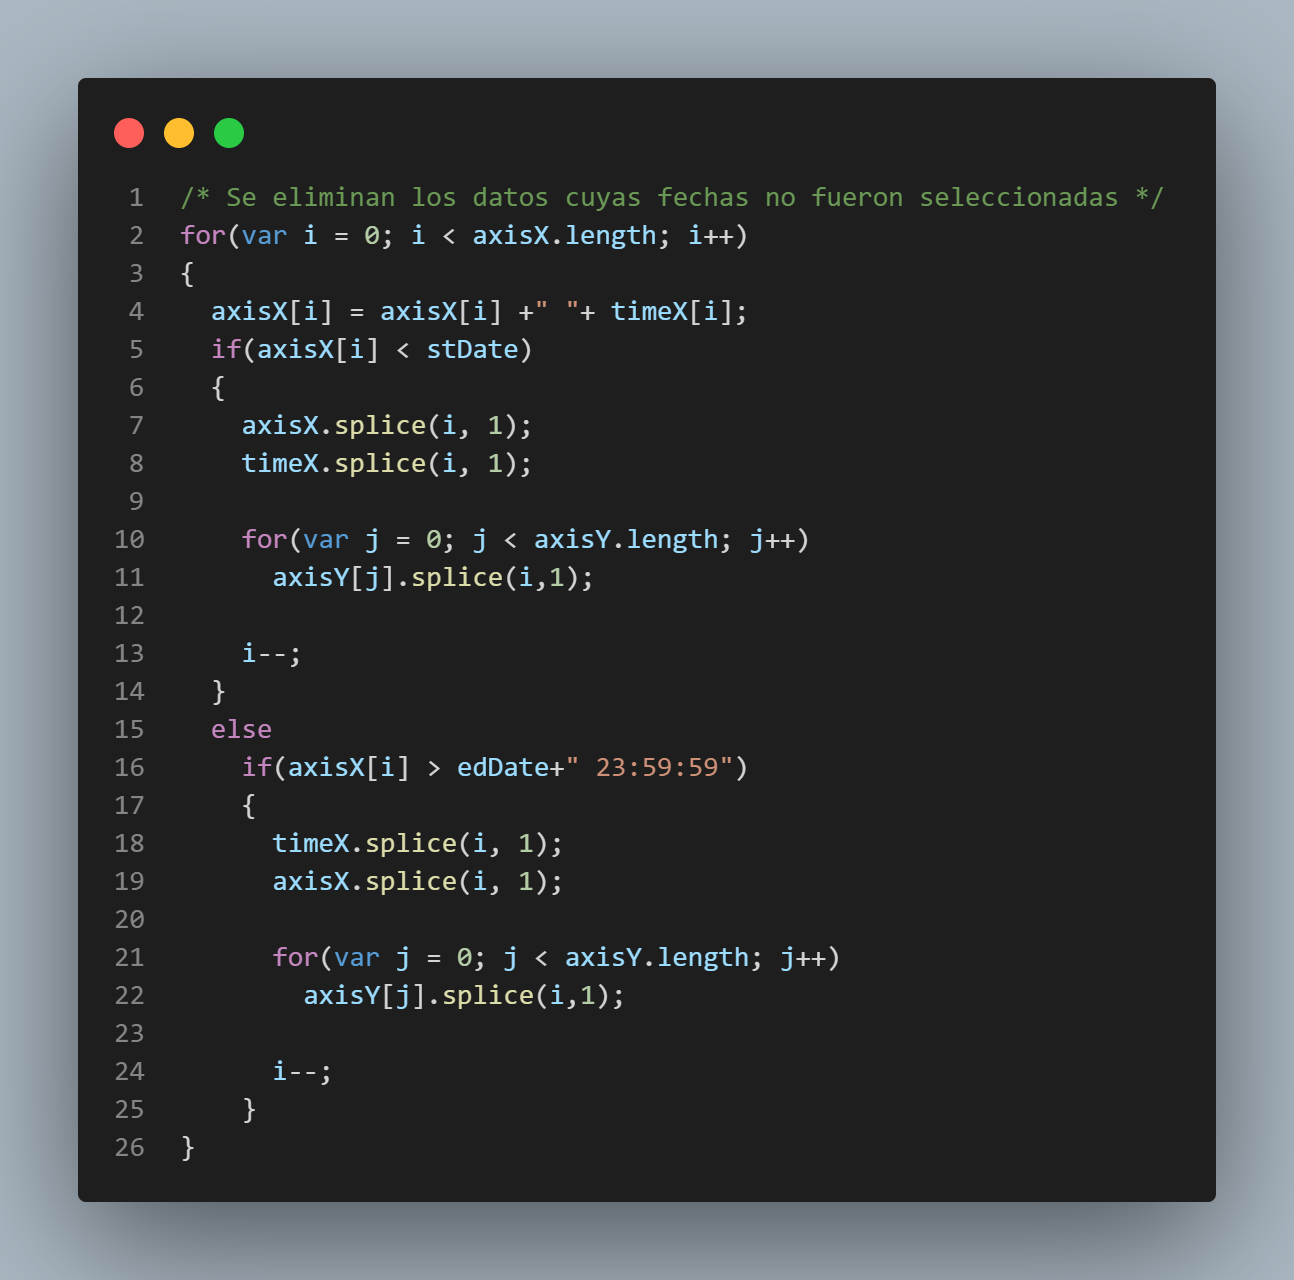 1 /* Se eliminan los datos cuyas fechas no fueron seleccionadas */
2 for(var i = 0; i < axisX.length; i++)
3 {
4   axisX[i] = axisX[i] +" "+ timeX[i];
5   if(axisX[i] < stDate)
6   {
7     axisX.splice(i, 1);
8     timeX.splice(i, 1);
9
10     for(var j = 0; j < axisY.length; j++)
11       axisY[j].splice(i,1);
12
13     i--;
14   }
15   else
16     if(axisX[i] > edDate+" 23:59:59")
17     {
18       timeX.splice(i, 1);
19       axisX.splice(i, 1);
20
21       for(var j = 0; j < axisY.length; j++)
22         axisY[j].splice(i,1);
23
24       i--;
25     }
26 }